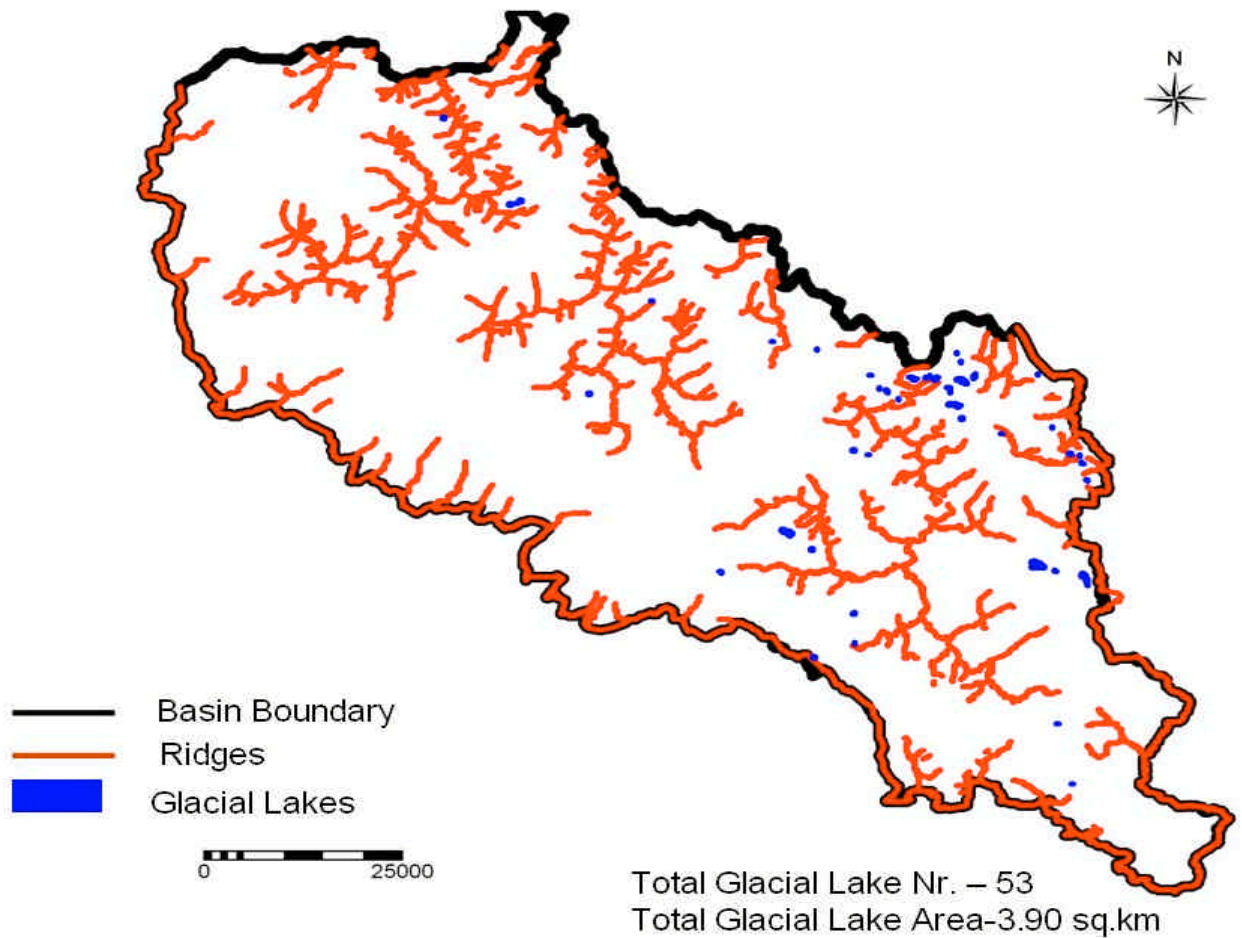 N
Basin Boundary
Ridges
Glacial Lakes
0 25000
Total Glacial Lake Nr. – 53
Total Glacial Lake Area-3.90 sq.km